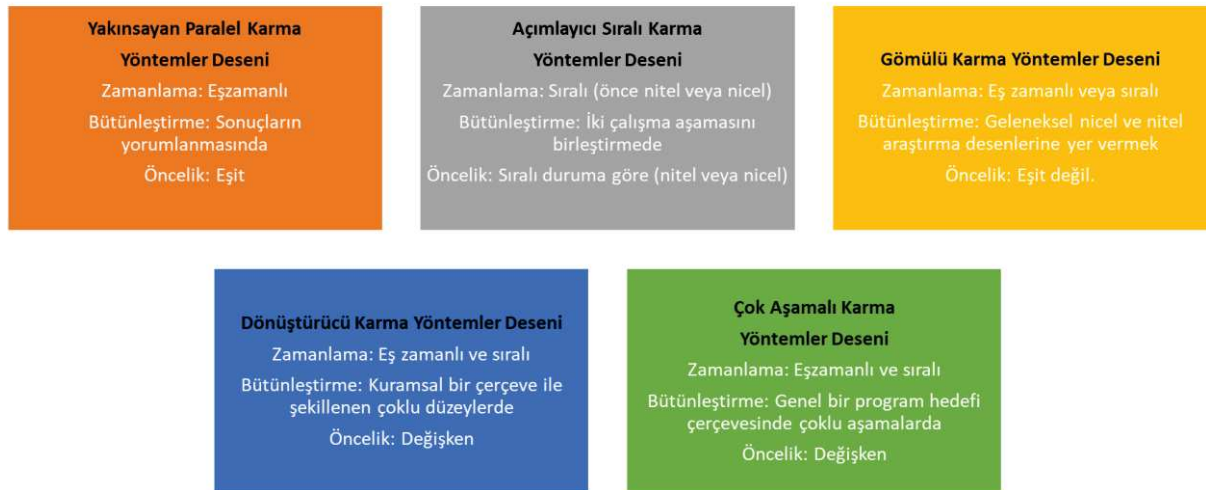 Yakınsayan Paralel Karma
Yöntemler Deseni
Zamanlama: Eşzamanlı
Bütünleştirme: Sonuçların
yorumlanmasında
Öncelik: Eşit
Açımlayıcı Sıralı Karma
Yöntemler Deseni
Zamanlama: Sıralı (önce nitel veya nicel)
Bütünleştirme: İki çalışma aşamasını
birleştirmede
Öncelik: Sıralı duruma göre (nitel veya nicel)
Gömülü Karma Yöntemler Deseni
Zamanlama: Eş zamanlı veya sıralı
Bütünleştirme: Geleneksel nicel ve nitel
araştırma desenlerine yer vermek
Öncelik: Eşit değil.
Dönüştürücü Karma Yöntemler Deseni
Zamanlama: Eş zamanlı ve sıralı
Bütünleştirme: Kuramsal bir çerçeve ile
şekillenen çoklu düzeylerde
Öncelik: Değişken
Çok Aşamalı Karma
Yöntemler Deseni
Zamanlama: Eşzamanlı ve sıralı
Bütünleştirme: Genel bir program hedefi
çerçevesinde çoklu aşamalarda
Öncelik: Değişken